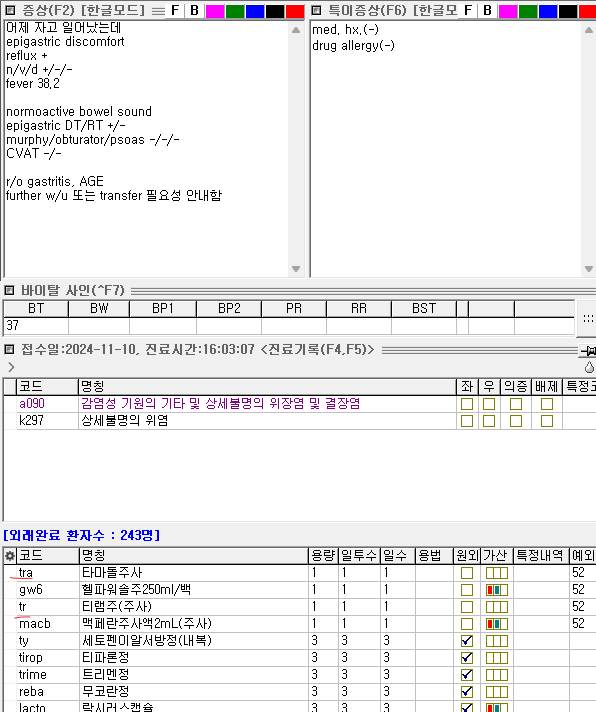 증상(F2) [한글모드]
F B
어제 자고 일어났는데
epigastric discomfort
reflux +
n/v/d +/-/-
fever 38.2
normoactive bowel sound
epigastric DT/RT +/-
murphy/obturator/psoas -/-/-
CVAT -/-
r/o gastritis, AGE
further w/u 또는 transfer 필요성 안내함
특이증상(F6) [한글모
F B
med. hx.(-)
drug allergy(-)
바이탈 사인(^F7)
BT BW BP1 BP2 PR RR BST
37
접수일:2024-11-10, 진료시간:16:03:07 <진료기록(F4,F5)>
코드 명칭 좌 우 의증 배제 특정코
a090 감염성 기원의 기타 및 상세불명의 위장염 및 결장염
k297 상세불명의 위염
[외래완료 환자수 : 243명]
코드 명칭 용량 일투수 일수 용법 원외 가산 특정내역 예외
tra 타마돌주사 1 1 1 52
gw6 헬파워솔주250ml/백 1 1 1 52
tr 티램주(주사) 1 1 1 52
macb 맥페란주사액2mL(주사) 1 1 1 52
ty 세토펜이알서방정(내복) 3 3 3
tirop 티파론정 3 3 3
trime 트리멘정 3 3 3
reba 무코란정 3 3 3
lacto 락시러스캡슐 3 3 3